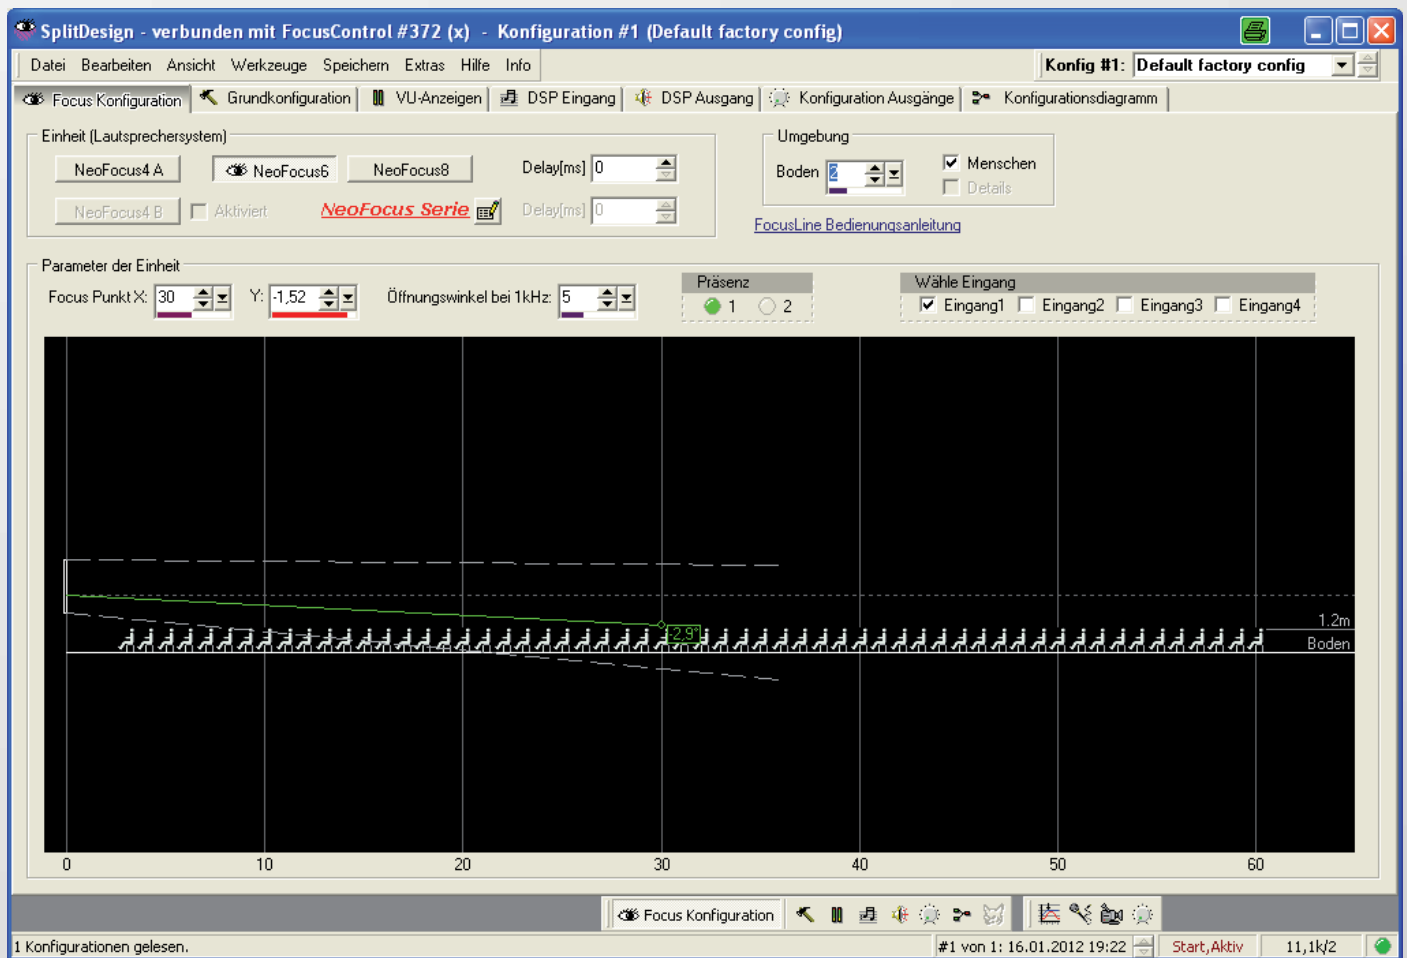 SplitDesign - verbunden mit FocusControl #372 (x) - Konfiguration #1 (Default factory config)
Datei Bearbeiten Ansicht Werkzeuge Speichern Extras Hilfe Info
Konfig #1: Default factory config
Focus Konfiguration Grundkonfiguration VU-Anzeigen DSP Eingang DSP Ausgang Konfiguration Ausgänge Konfigurationsdiagramm
Einheit (Lautsprechersystem)
Umgebung
NeoFocus4 A NeoFocus6 NeoFocus8 Delay[ms] 0
Boden 2 Menschen
Details
NeoFocus4 B Aktiviert NeoFocus Serie Delay[ms] 0
FocusLine Bedienungsanleitung
Parameter der Einheit
Focus Punkt X: 30 Y: -1,52 Öffnungswinkel bei 1kHz: 5
Präsenz
1 2
Wähle Eingang
Eingang1 Eingang2 Eingang3 Eingang4
1.2m
-2,9°
Boden
0 10 20 30 40 50 60
Focus Konfiguration
1 Konfigurationen gelesen.
#1 von 1: 16.01.2012 19:22 Start,Aktiv 11,1k/2